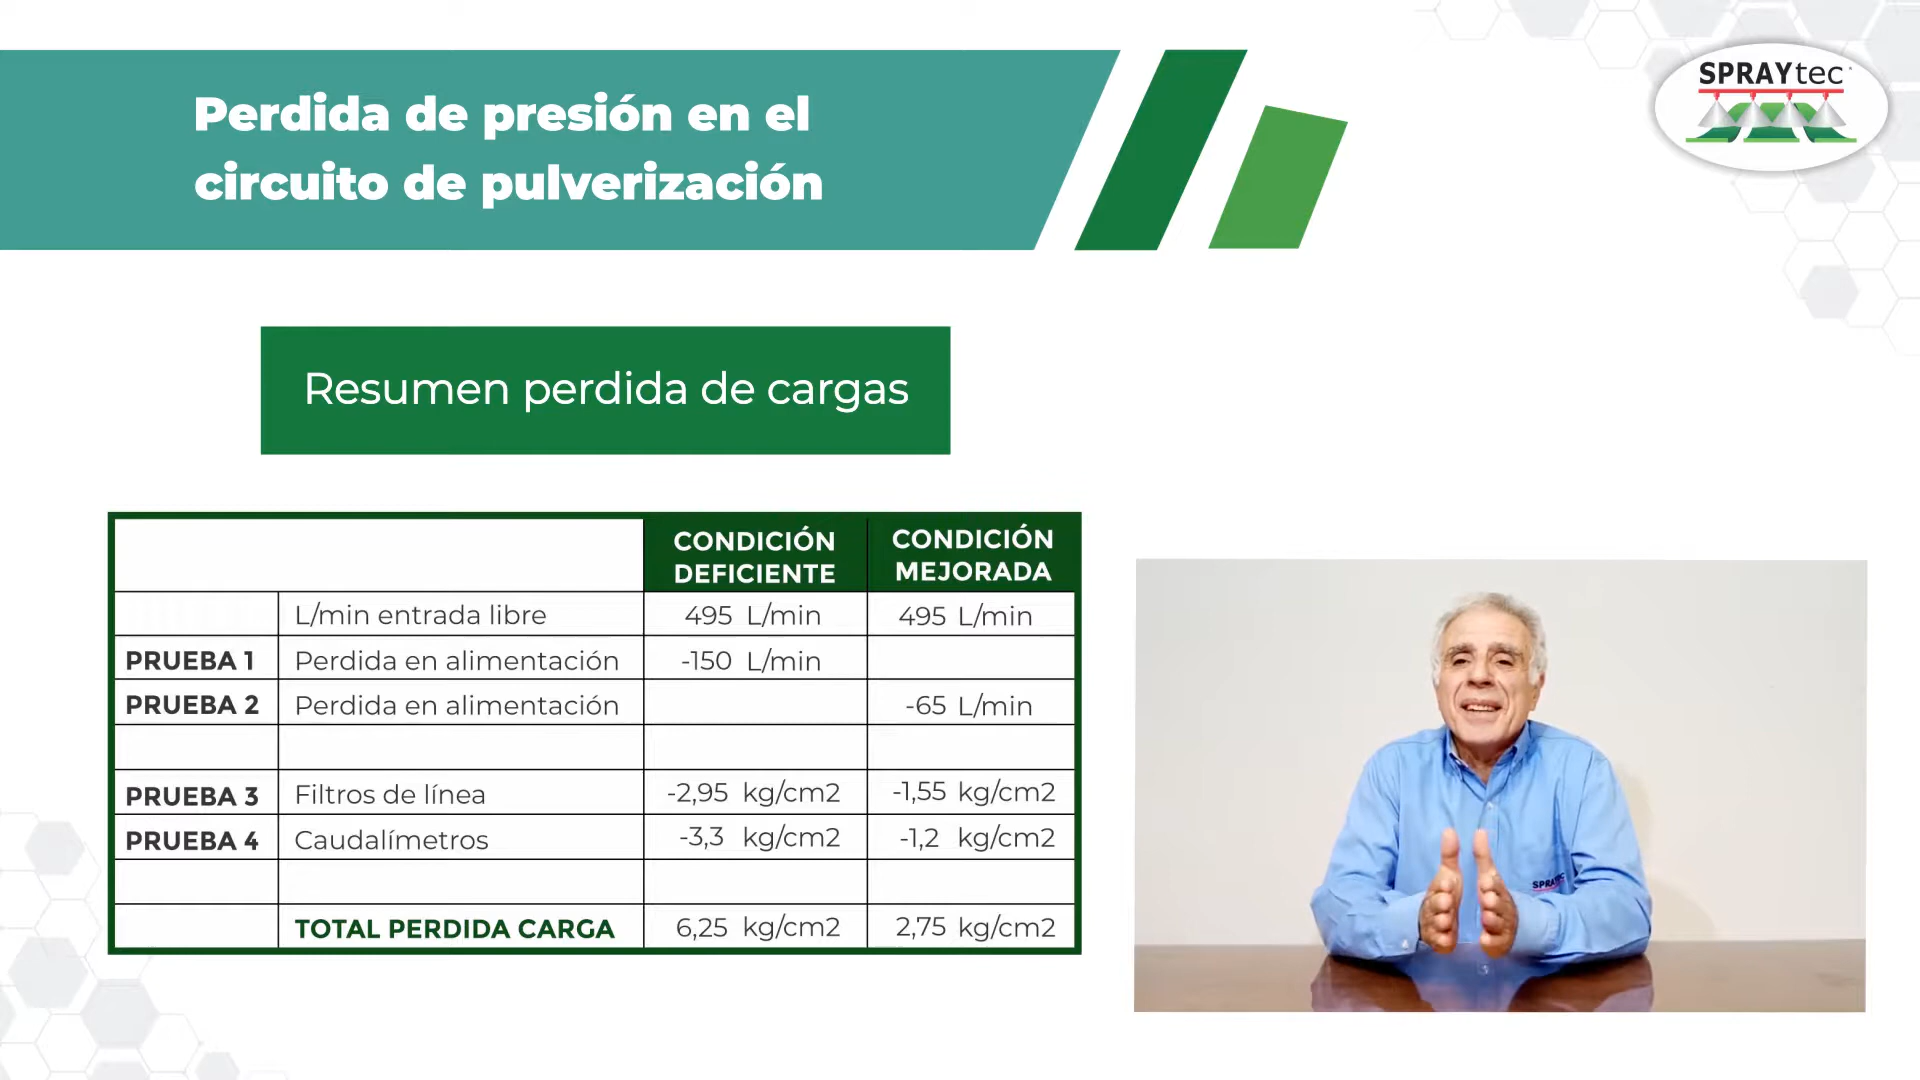 Perdida de presión en el
circuito de pulverización
SPRAYtec
Resumen perdida de cargas
CONDICIÓN DEFICIENTE
CONDICIÓN MEJORADA
L/min entrada libre 495 L/min 495 L/min
PRUEBA 1 Perdida en alimentación -150 L/min
PRUEBA 2 Perdida en alimentación -65 L/min
PRUEBA 3 Filtros de línea -2,95 kg/cm2 -1,55 kg/cm2
PRUEBA 4 Caudalímetros -3,3 kg/cm2 -1,2 kg/cm2
TOTAL PERDIDA CARGA 6,25 kg/cm2 2,75 kg/cm2
SPRAYTEC